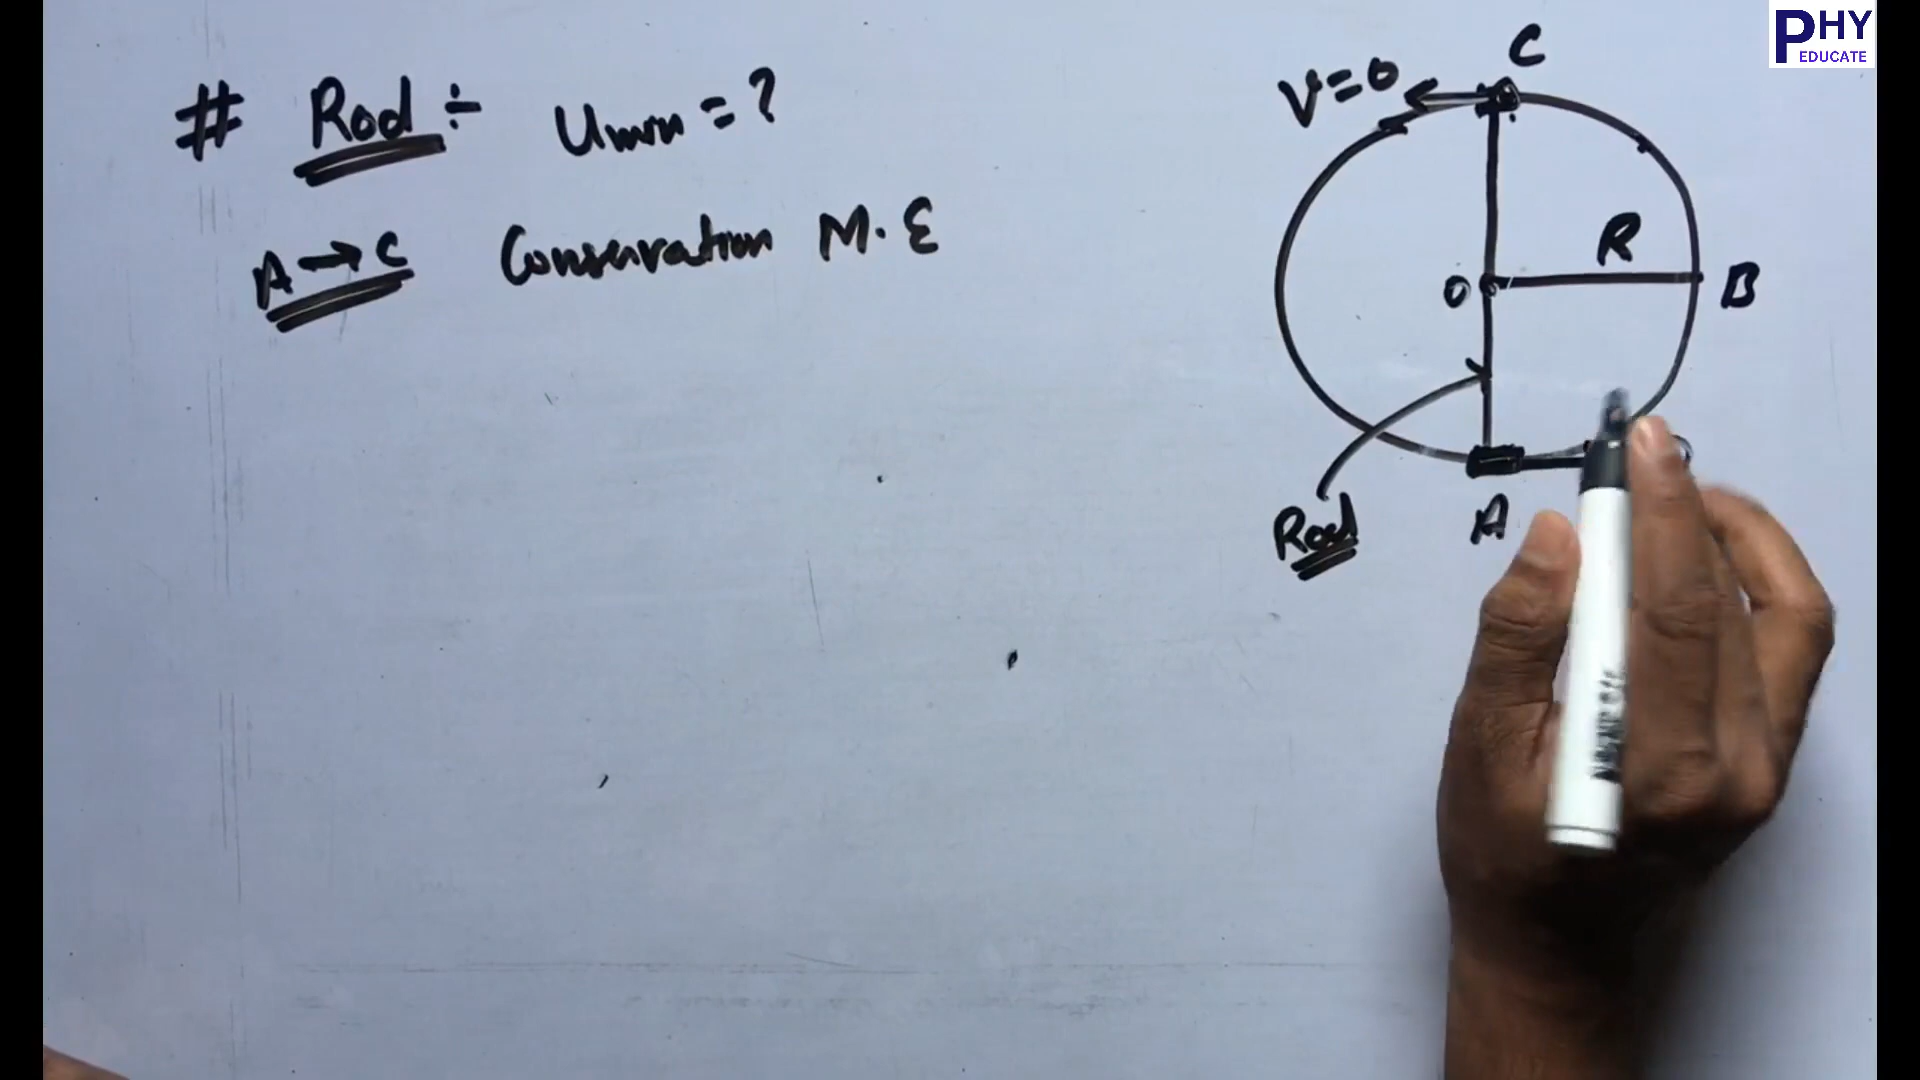 # Rod ÷ Umin = ?
A → C Conservation M.E
C
V=0
R
O
B
Rod
A
PHY
EDUCATE